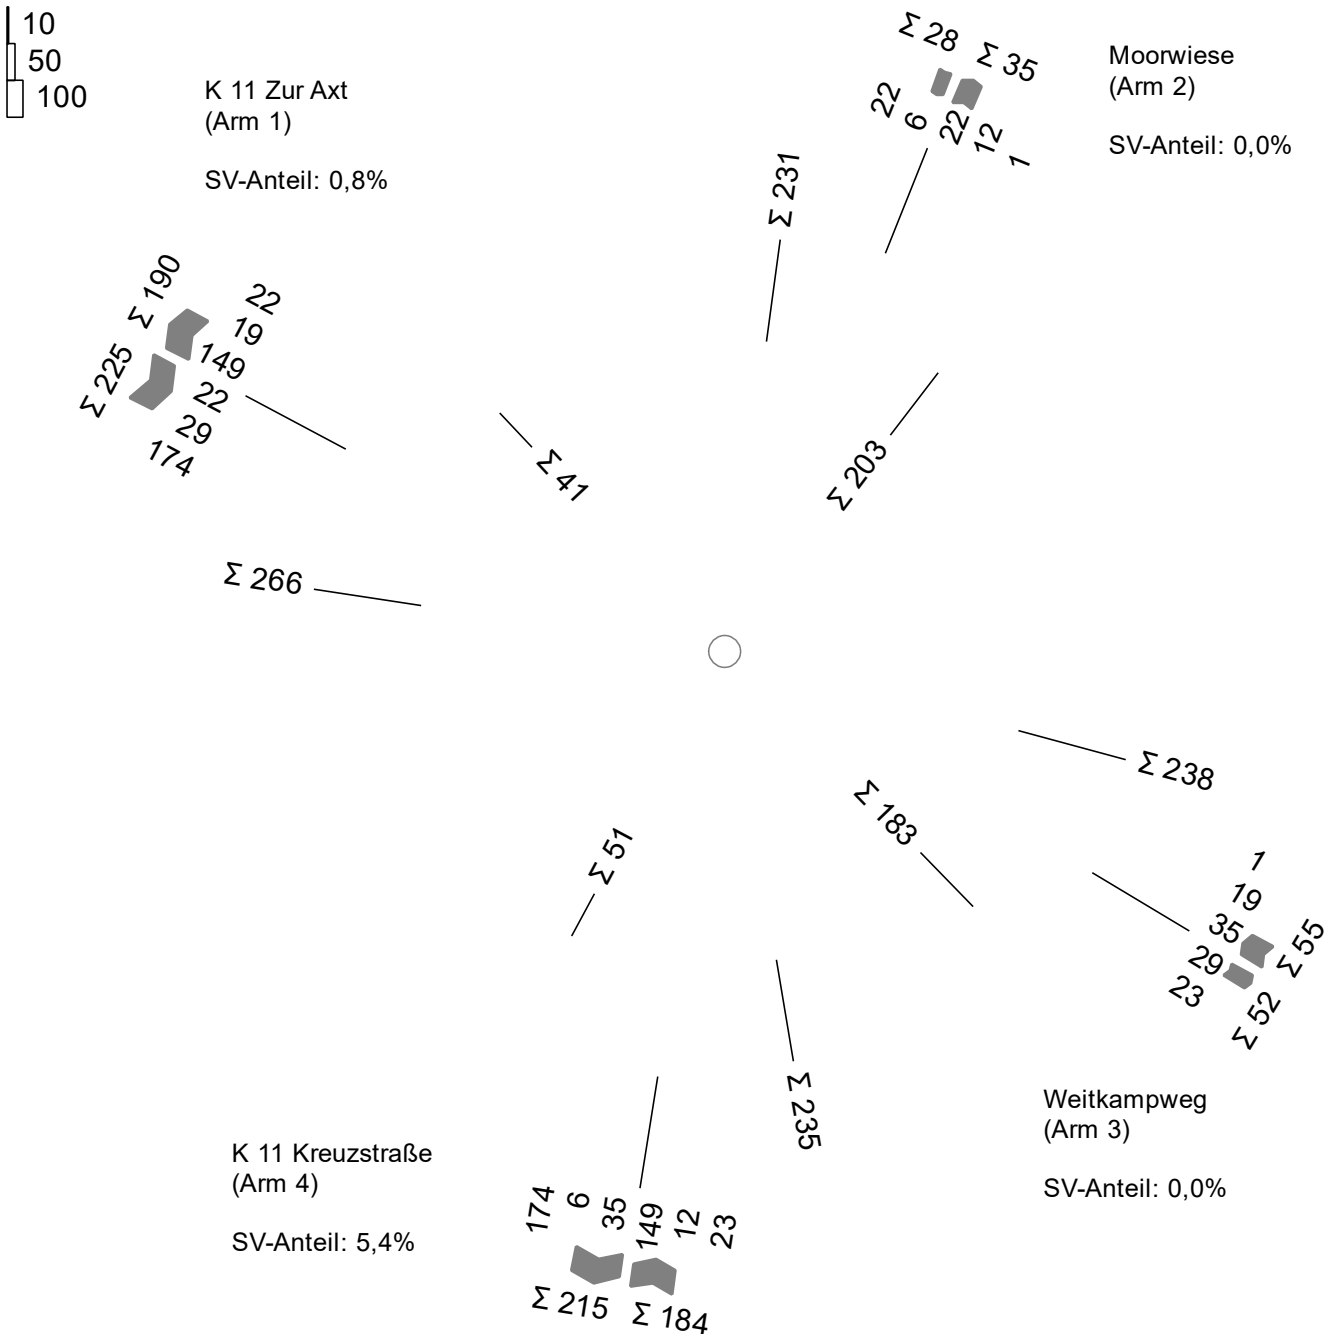 10
50
100
K 11 Zur Axt
(Arm 1)
SV-Anteil: 0,8%
Σ 28
Σ 35
22
6
22
12
1
Moorwiese
(Arm 2)
SV-Anteil: 0,0%
Σ 231
Σ 190
Σ 225
22
19
149
22
29
174
Σ 41
Σ 203
Σ 266
Σ 238
Σ 183
Σ 51
1
19
35
29
23
Σ 55
Σ 52
Σ 235
Weitkampweg
(Arm 3)
SV-Anteil: 0,0%
K 11 Kreuzstraße
(Arm 4)
SV-Anteil: 5,4%
174
6
35
149
12
23
Σ 215
Σ 184